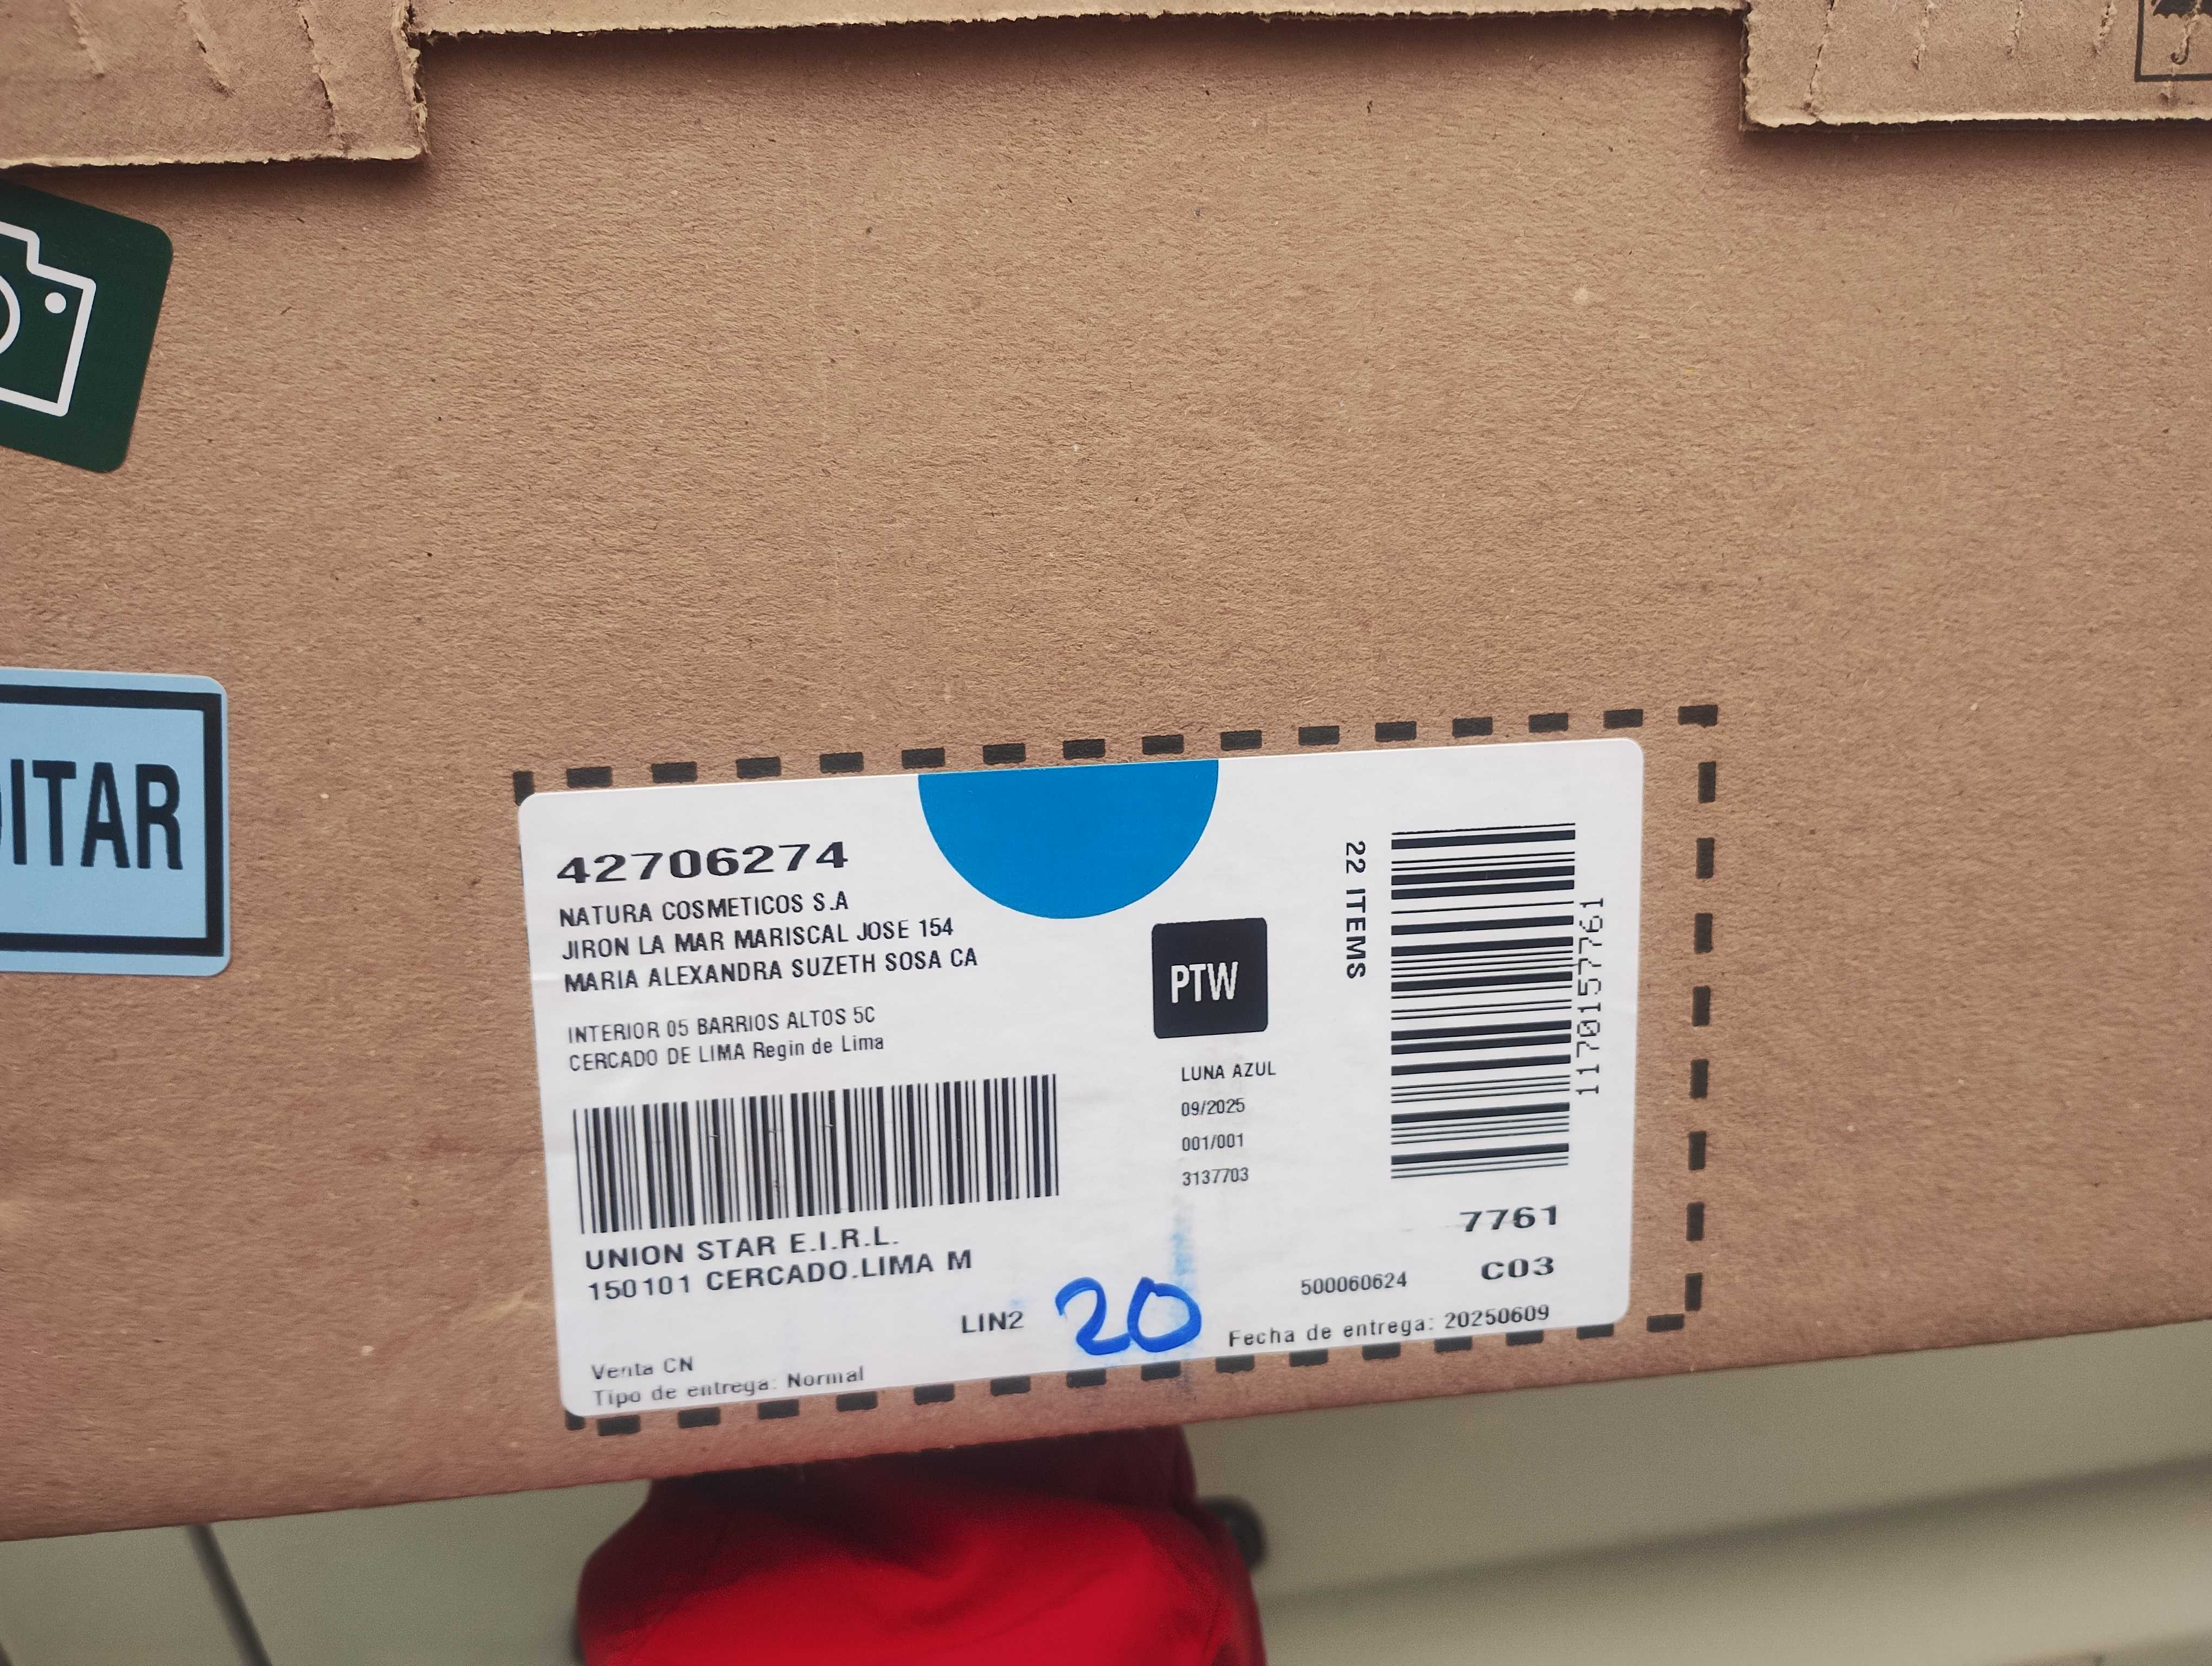 DITAR
42706274
NATURA COSMETICOS S.A
JIRON LA MAR MARISCAL JOSE 154
MARIA ALEXANDRA SUZETH SOSA CA
INTERIOR 05 BARRIOS ALTOS 5C
CERCADO DE LIMA Regin de Lima
UNION STAR E.I.R.L.
150101 CERCADO.LIMA M
LIN2
20
Venta CN
Tipo de entrega: Normal
PTW
LUNA AZUL
09/2025
001/001
3137703
22 ITEMS
1170157761
7761
500060624
C03
Fecha de entrega: 20250609